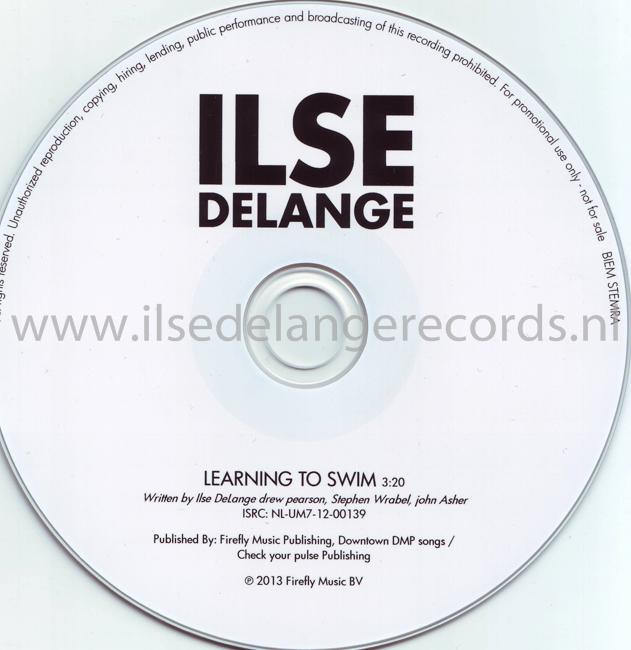 All rights reserved. Unauthorized reproduction, copying, hiring, lending, public performance and broadcasting of this recording prohibited. For promotional use only - not for sale BIEM STEMRA
ILSE
DELANGE
www.ilsedelangerecords.nl
LEARNING TO SWIM 3:20
Written by Ilse DeLange drew pearson, Stephen Wrabel, john Asher
ISRC: NL-UM7-12-00139
Published By: Firefly Music Publishing, Downtown DMP songs /
Check your pulse Publishing
℗ 2013 Firefly Music BV